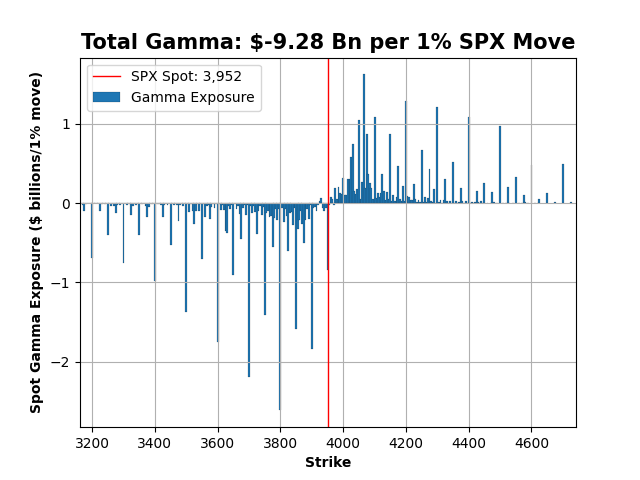 Total Gamma: $-9.28 Bn per 1% SPX Move
SPX Spot: 3,952
Gamma Exposure
Spot Gamma Exposure ($ billions/1% move)
1
0
−1
−2
3200 3400 3600 3800 4000 4200 4400 4600
Strike